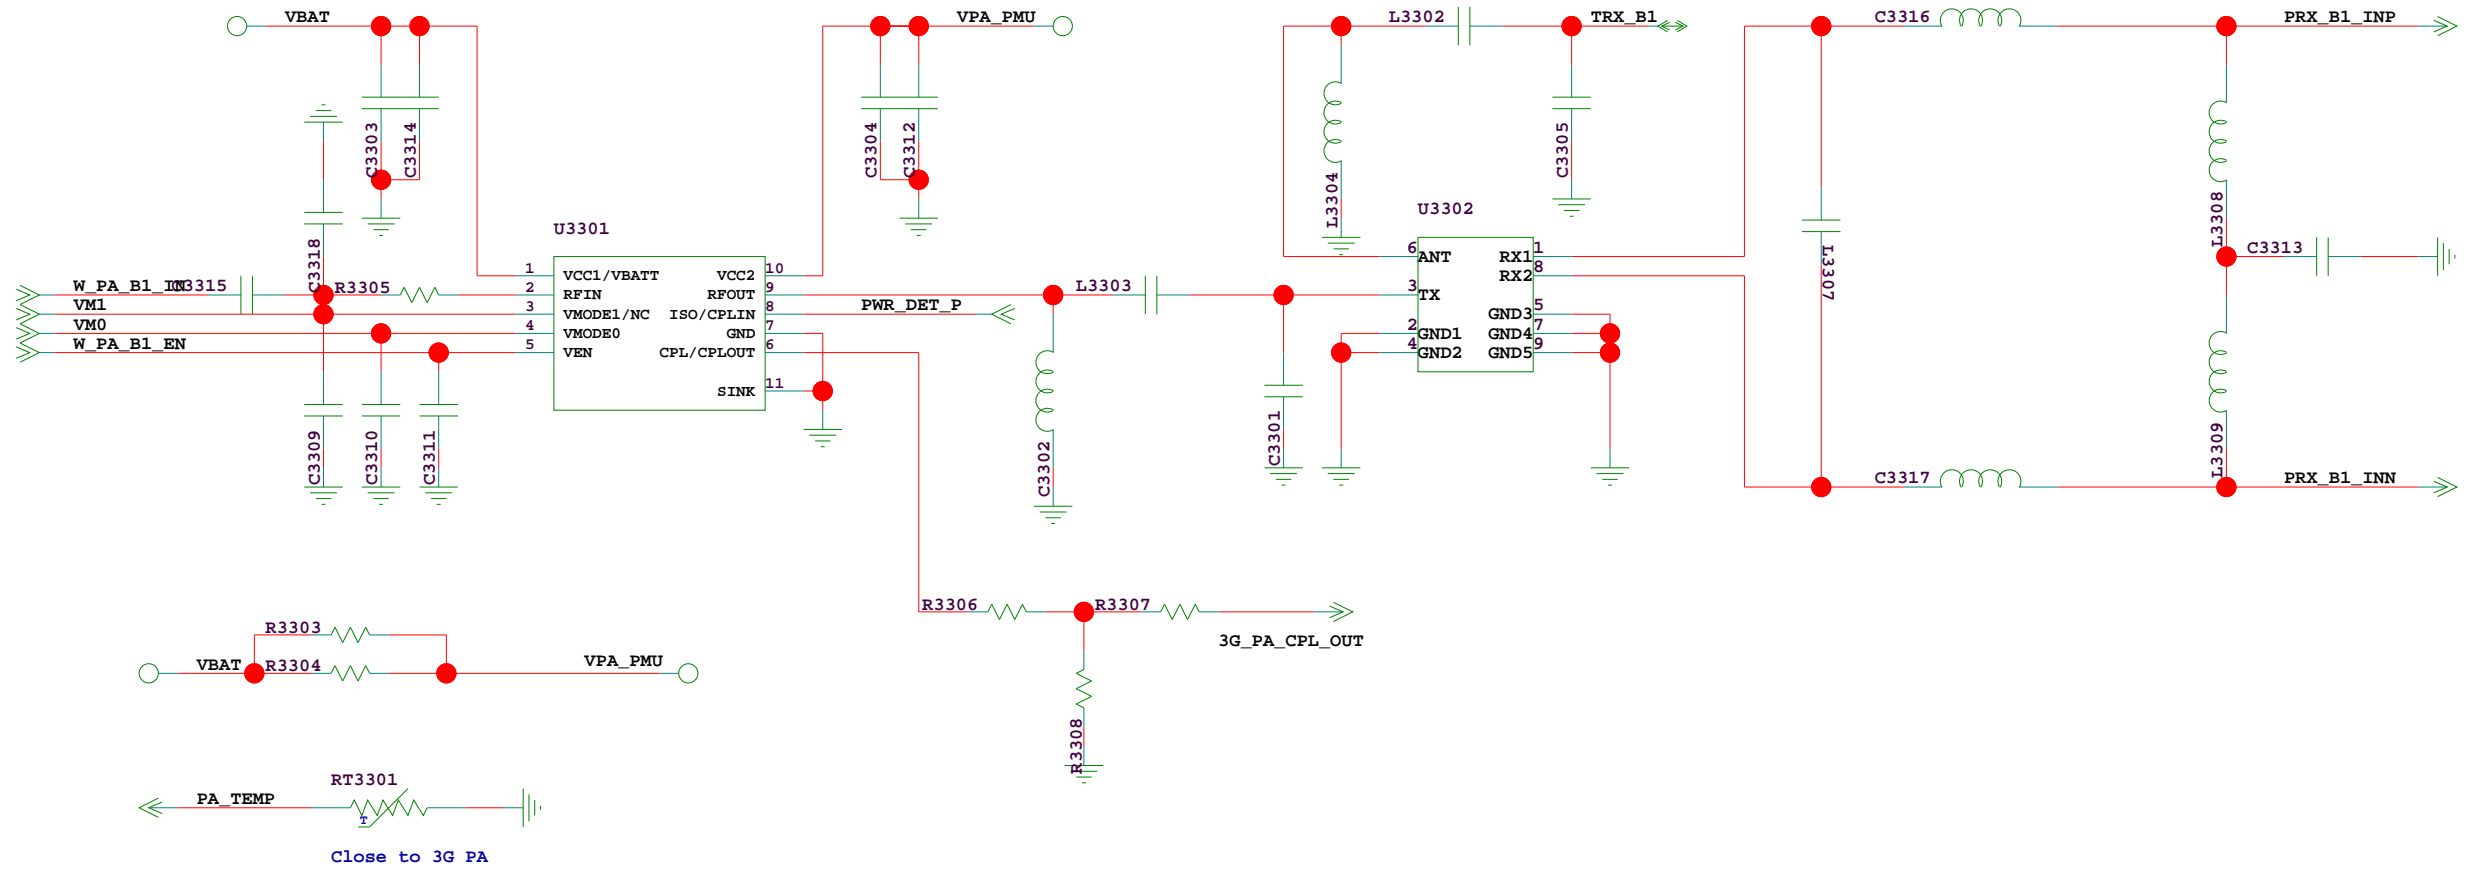 VBAT
VPA_PMU
L3302
TRX_B1
C3316
PRX_B1_INP
C3303
C3314
C3304
C3312
L3304
C3305
L3308
C3318
U3301
U3302
L3307
C3313
W_PA_B1_IN
C3315
R3305
VM1
VM0
W_PA_B1_EN
1
2
3
4
5
VCC1/VBATT
RFIN
VMODE1/NC
VMODE0
VEN
VCC2
RFOUT
ISO/CPLIN
GND
CPL/CPLOUT
SINK
10
9
8
7
6
11
PWR_DET_P
L3303
6
3
2
4
ANT
TX
GND1
GND2
RX1
RX2
GND3
GND4
GND5
1
8
5
7
9
C3309
C3310
C3311
C3302
C3301
C3317
L3309
PRX_B1_INN
R3306
R3307
3G_PA_CPL_OUT
R3308
R3303
VBAT
R3304
VPA_PMU
RT3301
PA_TEMP
T
Close to 3G PA